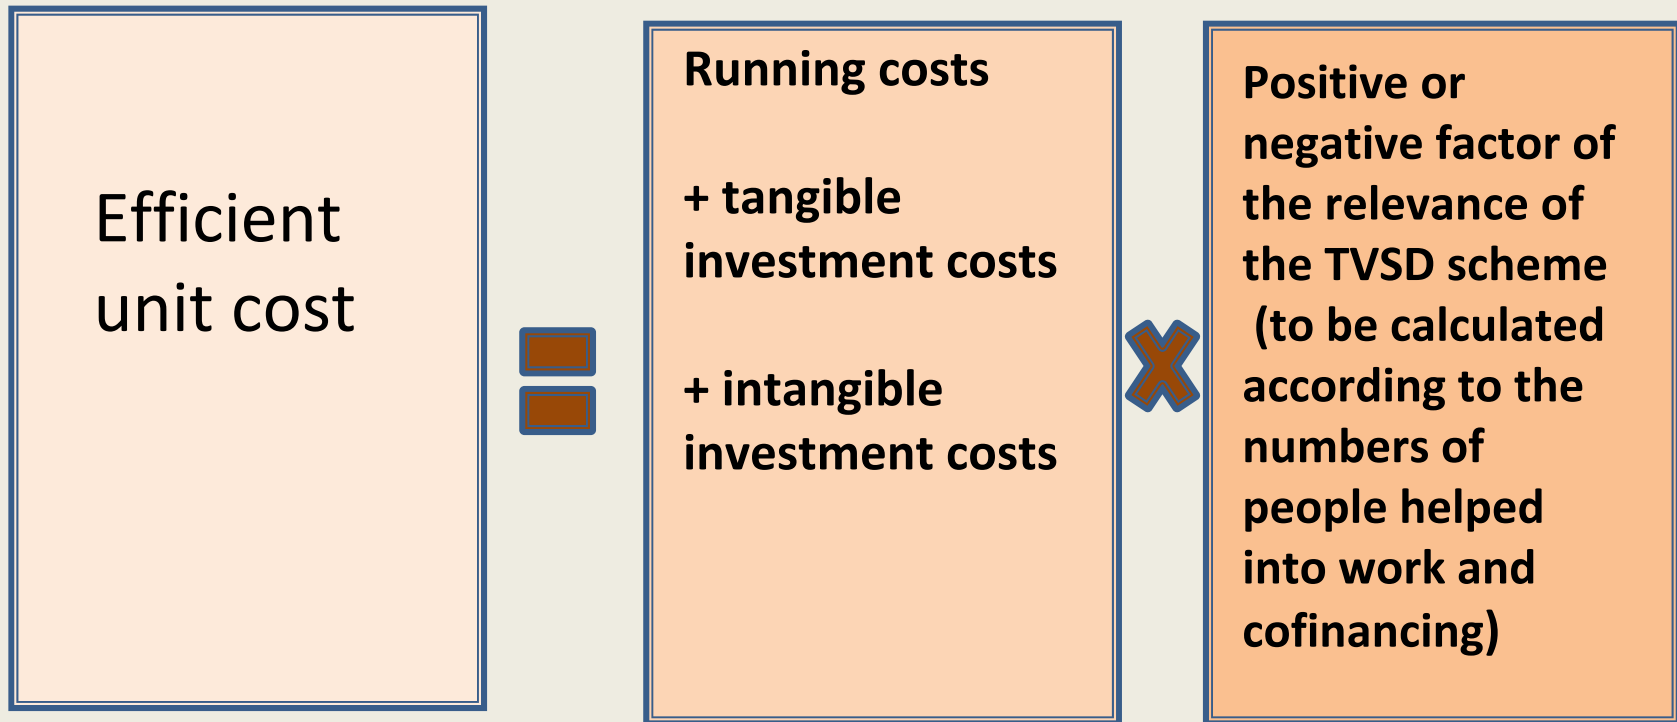 Efficient
unit cost
Running costs
+ tangible
investment costs
+ intangible
investment costs
Positive or
negative factor of
the relevance of
the TVSD scheme
(to be calculated
according to the
numbers of
people helped
into work and
cofinancing)